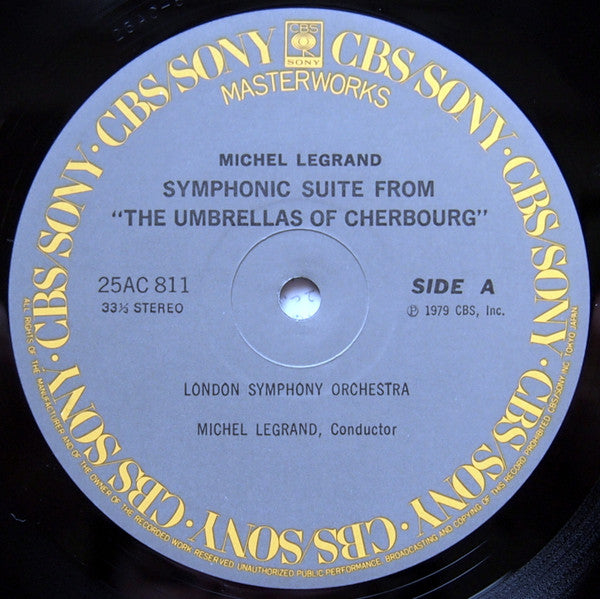 CBS
SONY
CBS/SONY · CBS/SONY · CBS/SONY · CBS/SONY · CBS/SONY · CBS/SONY · CBS/SONY · CBS/SONY
MASTERWORKS
MICHEL LEGRAND
SYMPHONIC SUITE FROM
"THE UMBRELLAS OF CHERBOURG"
25AC 811
SIDE A
33⅓ STEREO
Ⓟ 1979 CBS, Inc.
LONDON SYMPHONY ORCHESTRA
MICHEL LEGRAND, Conductor
ALL RIGHTS OF THE MANUFACTURER AND OF THE OWNER OF THE RECORDED WORK RESERVED. UNAUTHORIZED PUBLIC PERFORMANCE, BROADCASTING AND COPYING OF THIS RECORD PROHIBITED CBS/SONY INC. TOKYO JAPAN